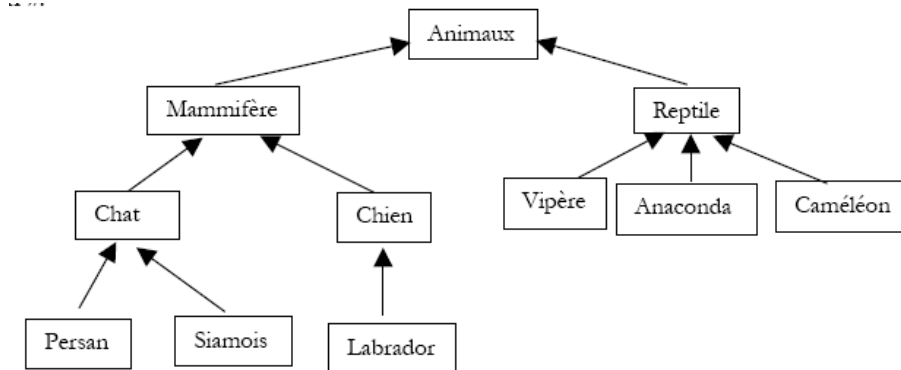 Animaux
Mammifère
Reptile
Chat
Chien
Vipère
Anaconda
Caméléon
Persan
Siamois
Labrador